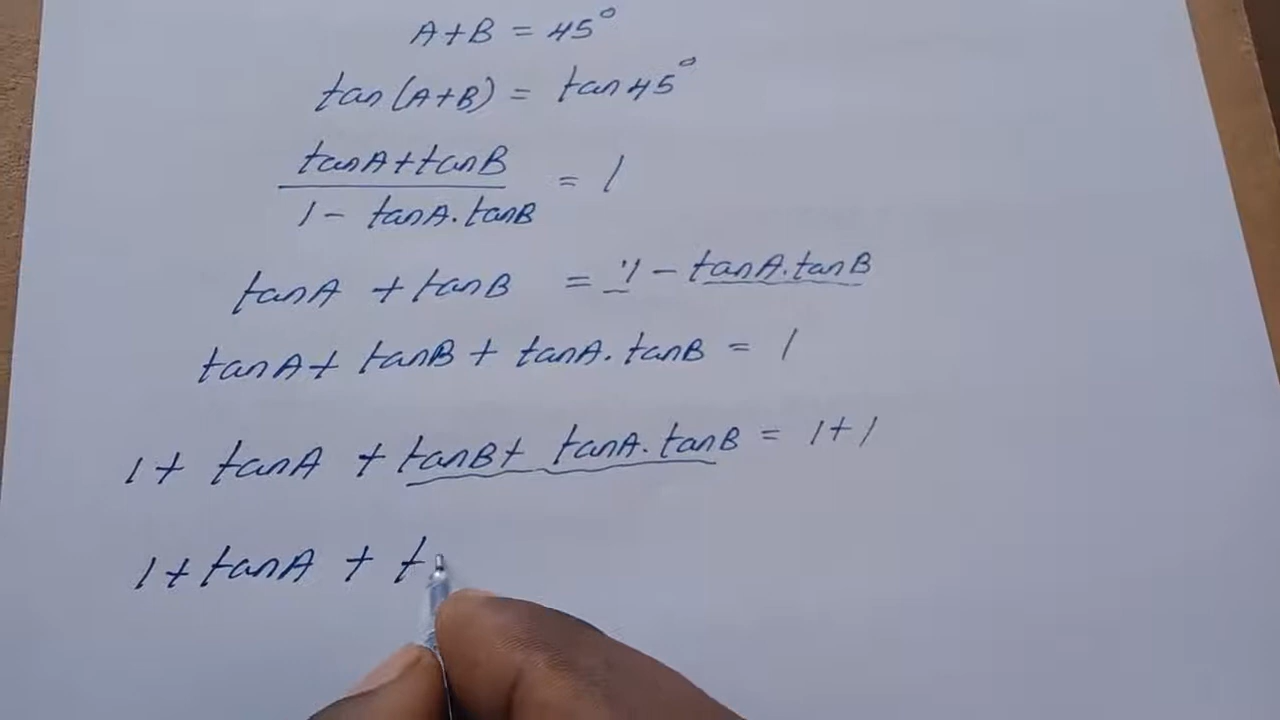 A+B = 45°
tan(A+B) = tan45°
tanA+tanB
= 1
1 - tanA.tanB
tanA + tanB = 1 - tanA.tanB
tanA + tanB + tanA.tanB = 1
1 + tanA + tanB + tanA.tanB = 1+1
1 + tanA + t